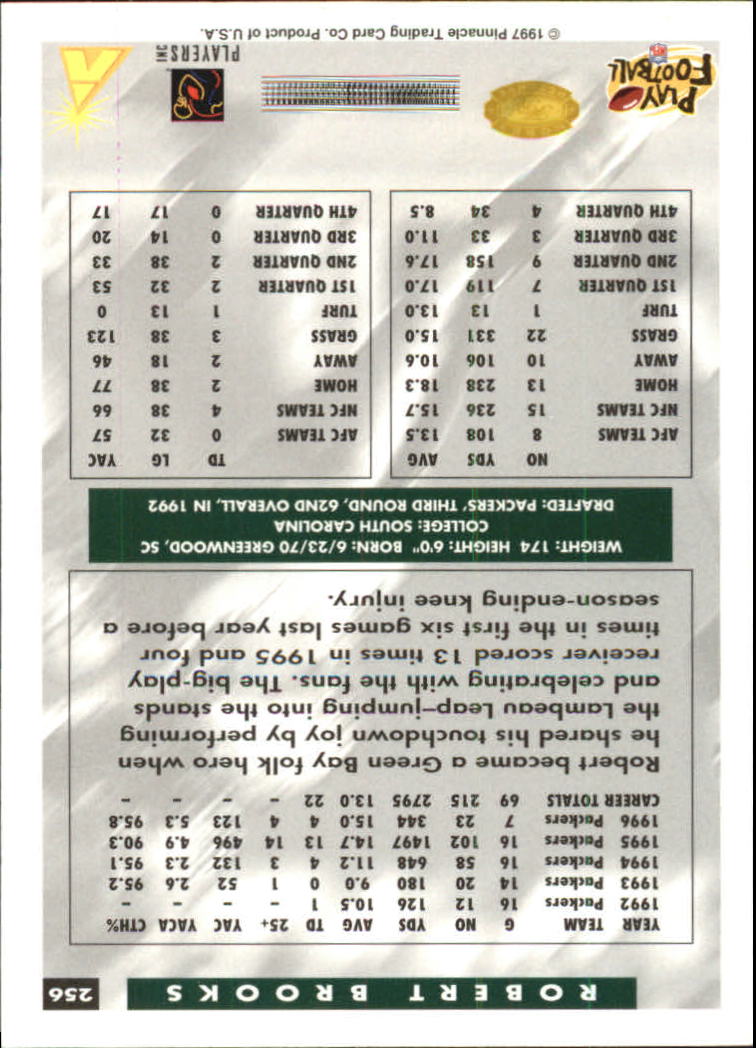 ROBERT BROOKS 256
YEAR TEAM G NO YDS AVG TD 25+ YAC YACA CTH%
1992 Packers 16 12 126 10.5 1 – – – –
1993 Packers 14 20 180 9.0 0 1 52 2.6 95.2
1994 Packers 16 58 648 11.2 4 3 132 2.3 95.1
1995 Packers 16 102 1497 14.7 13 14 496 4.9 90.3
1996 Packers 7 23 344 15.0 4 4 123 5.3 95.8
CAREER TOTALS 69 215 2795 13.0 22 – – – –
Robert became a Green Bay folk hero when
he shared his touchdown joy by performing
the Lambeau Leap–jumping into the stands
and celebrating with the fans. The big-play
receiver scored 13 times in 1995 and four
times in the first six games last year before a
season-ending knee injury.
WEIGHT: 174 HEIGHT: 6'0" BORN: 6/23/70 GREENWOOD, SC
COLLEGE: SOUTH CAROLINA
DRAFTED: PACKERS' THIRD ROUND, 62ND OVERALL, IN 1992
NO YDS AVG
AFC TEAMS 8 108 13.5
NFC TEAMS 15 236 15.7
HOME 13 238 18.3
AWAY 10 106 10.6
GRASS 22 331 15.0
TURF 1 13 13.0
1ST QUARTER 7 119 17.0
2ND QUARTER 9 158 17.6
3RD QUARTER 3 33 11.0
4TH QUARTER 4 34 8.5
TD LG YAC
AFC TEAMS 0 32 57
NFC TEAMS 4 38 66
HOME 2 38 77
AWAY 2 18 46
GRASS 3 38 123
TURF 1 13 0
1ST QUARTER 2 32 53
2ND QUARTER 2 38 33
3RD QUARTER 0 14 20
4TH QUARTER 0 17 17
PLAY
FOOTBALL
PLAYERS INC
© 1997 Pinnacle Trading Card Co. Product of U.S.A.